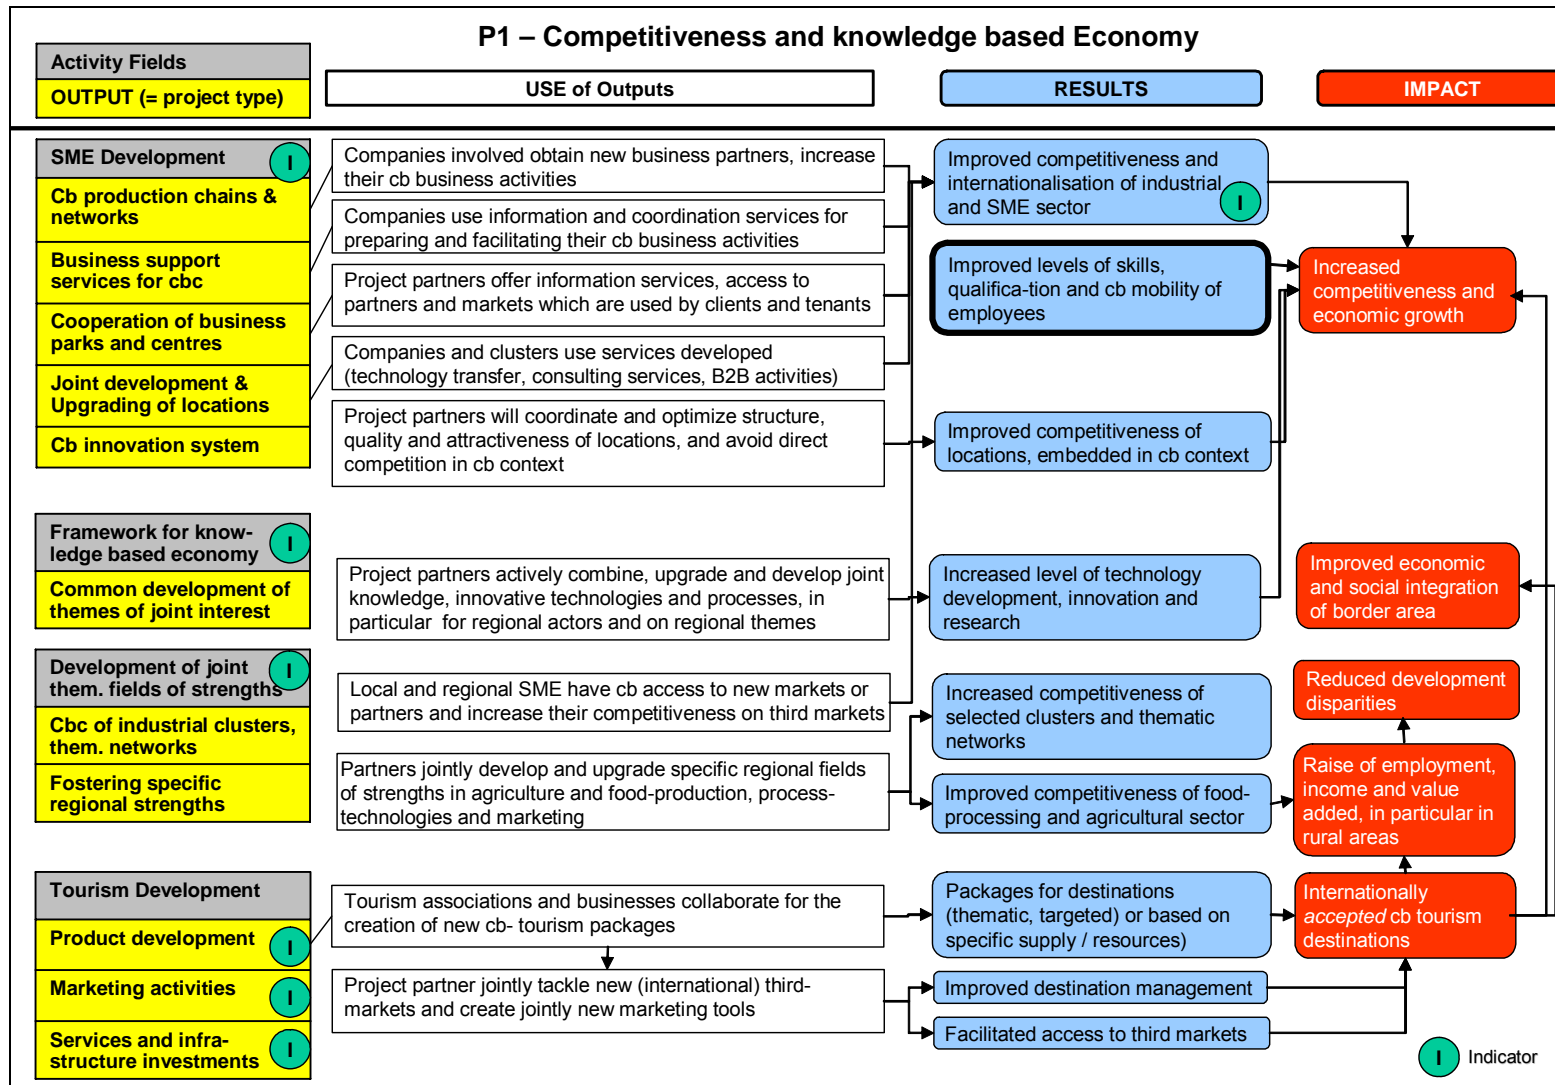 P1 – Competitiveness and knowledge based Economy
Activity Fields
OUTPUT (= project type)
USE of Outputs
RESULTS
IMPACT
SME Development
I
Cb production chains &
networks
Business support
services for cbc
Cooperation of business
parks and centres
Joint development &
Upgrading of locations
Cb innovation system
Companies involved obtain new business partners, increase
their cb business activities
Companies use information and coordination services for
preparing and facilitating their cb business activities
Project partners offer information services, access to
partners and markets which are used by clients and tenants
Companies and clusters use services developed
(technology transfer, consulting services, B2B activities)
Project partners will coordinate and optimize structure,
quality and attractiveness of locations, and avoid direct
competition in cb context
Improved competitiveness and
internationalisation of industrial
and SME sector
I
Improved levels of skills,
qualifica-tion and cb mobility of
employees
Improved competitiveness of
locations, embedded in cb context
Increased
competitiveness and
economic growth
Framework for know-
ledge based economy
I
Common development of
themes of joint interest
Project partners actively combine, upgrade and develop joint
knowledge, innovative technologies and processes, in
particular for regional actors and on regional themes
Increased level of technology
development, innovation and
research
Improved economic
and social integration
of border area
Development of joint
them. fields of strengths
I
Cbc of industrial clusters,
them. networks
Fostering specific
regional strengths
Local and regional SME have cb access to new markets or
partners and increase their competitiveness on third markets
Partners jointly develop and upgrade specific regional fields
of strengths in agriculture and food-production, process-
technologies and marketing
Increased competitiveness of
selected clusters and thematic
networks
Improved competitiveness of food-
processing and agricultural sector
Reduced development
disparities
Raise of employment,
income and value
added, in particular in
rural areas
Tourism Development
Product development
I
Marketing activities
I
Services and infra-
structure investments
I
Tourism associations and businesses collaborate for the
creation of new cb- tourism packages
Project partner jointly tackle new (international) third-
markets and create jointly new marketing tools
Packages for destinations
(thematic, targeted) or based on
specific supply / resources)
Improved destination management
Facilitated access to third markets
Internationally
accepted cb tourism
destinations
I Indicator